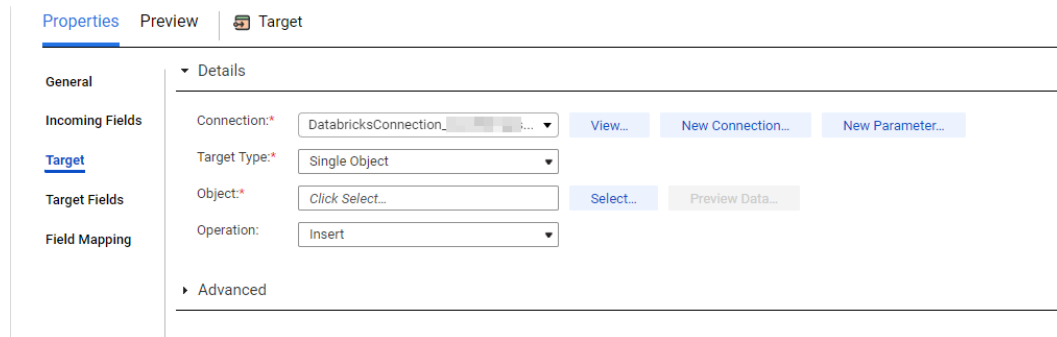 Properties Preview Target
General
Incoming Fields
Target
Target Fields
Field Mapping
Details
Connection:* DatabricksConnection_ s... View... New Connection... New Parameter...
Target Type:* Single Object
Object:* Click Select... Select... Preview Data...
Operation: Insert
Advanced